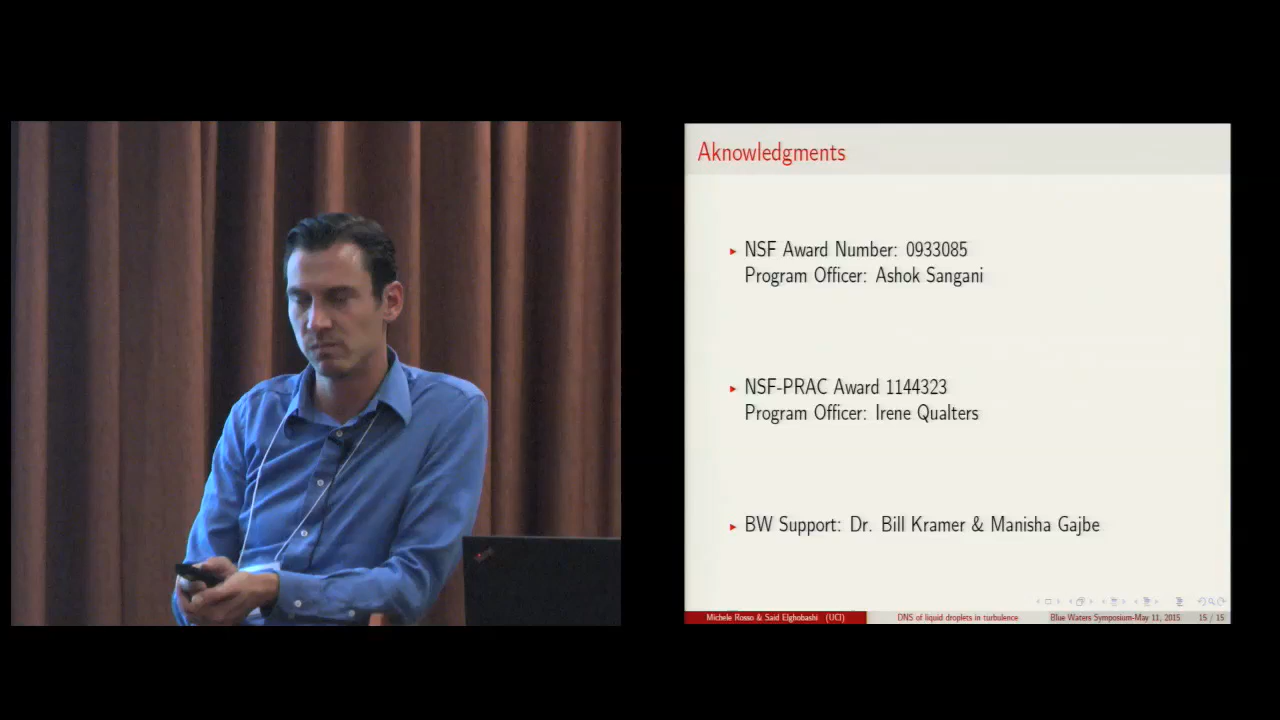 Aknowledgments
NSF Award Number: 0933085
Program Officer: Ashok Sangani
NSF-PRAC Award 1144323
Program Officer: Irene Qualters
BW Support: Dr. Bill Kramer & Manisha Gajbe
Michele Rosso & Said Elghobashi (UCI) DNS of liquid droplets in turbulence Blue Waters Symposium-May 11, 2015 15 / 15